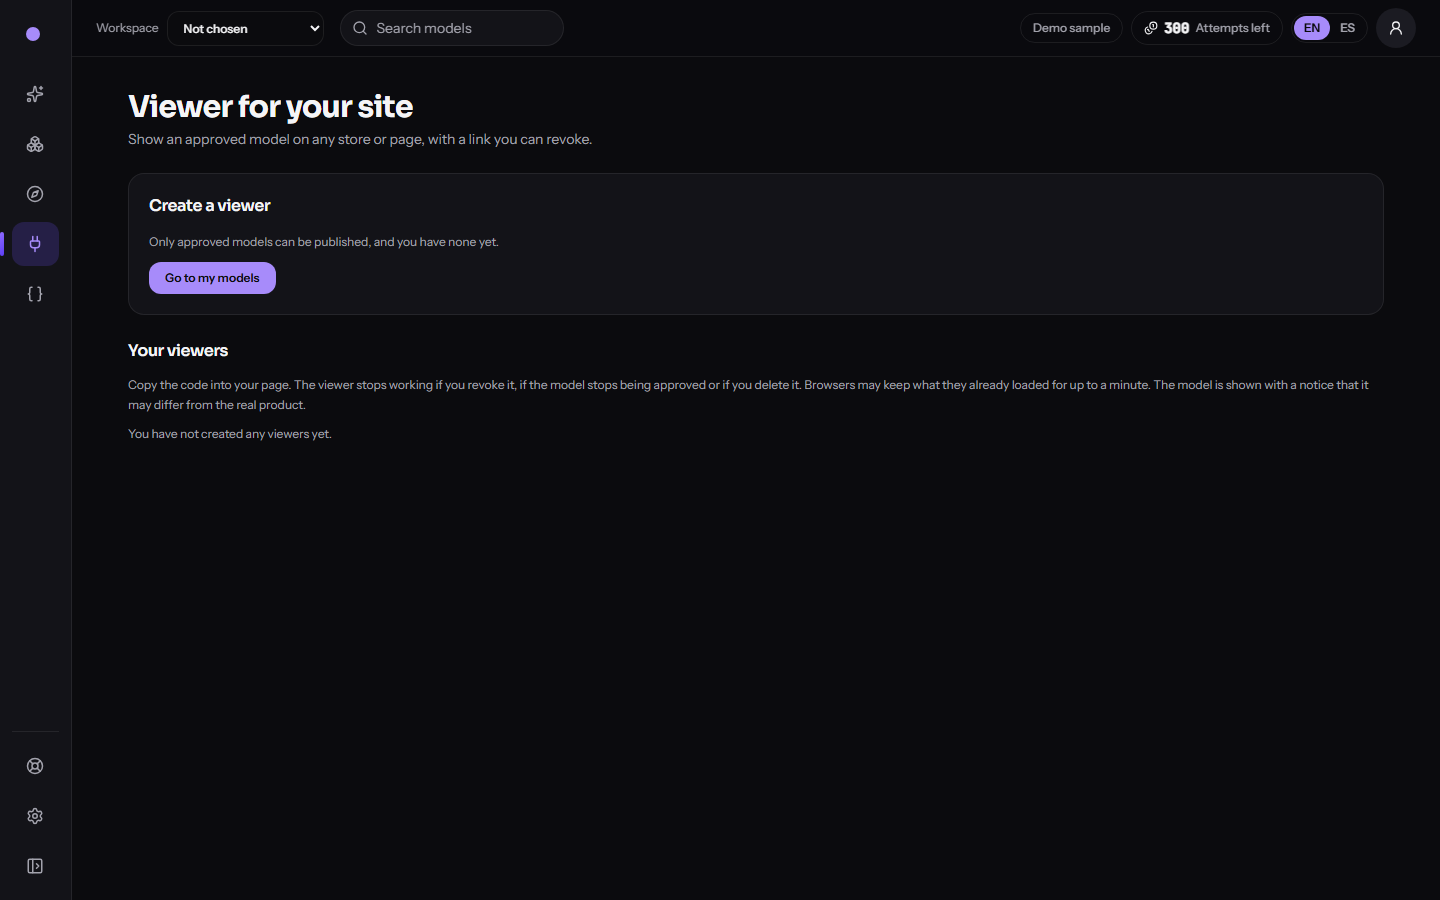 Workspace
Not chosen
Search models
Demo sample
300 Attempts left
EN
ES
Viewer for your site
Show an approved model on any store or page, with a link you can revoke.
Create a viewer
Only approved models can be published, and you have none yet.
Go to my models
Your viewers
Copy the code into your page. The viewer stops working if you revoke it, if the model stops being approved or if you delete it. Browsers may keep what they already loaded for up to a minute. The model is shown with a notice that it
may differ from the real product.
You have not created any viewers yet.